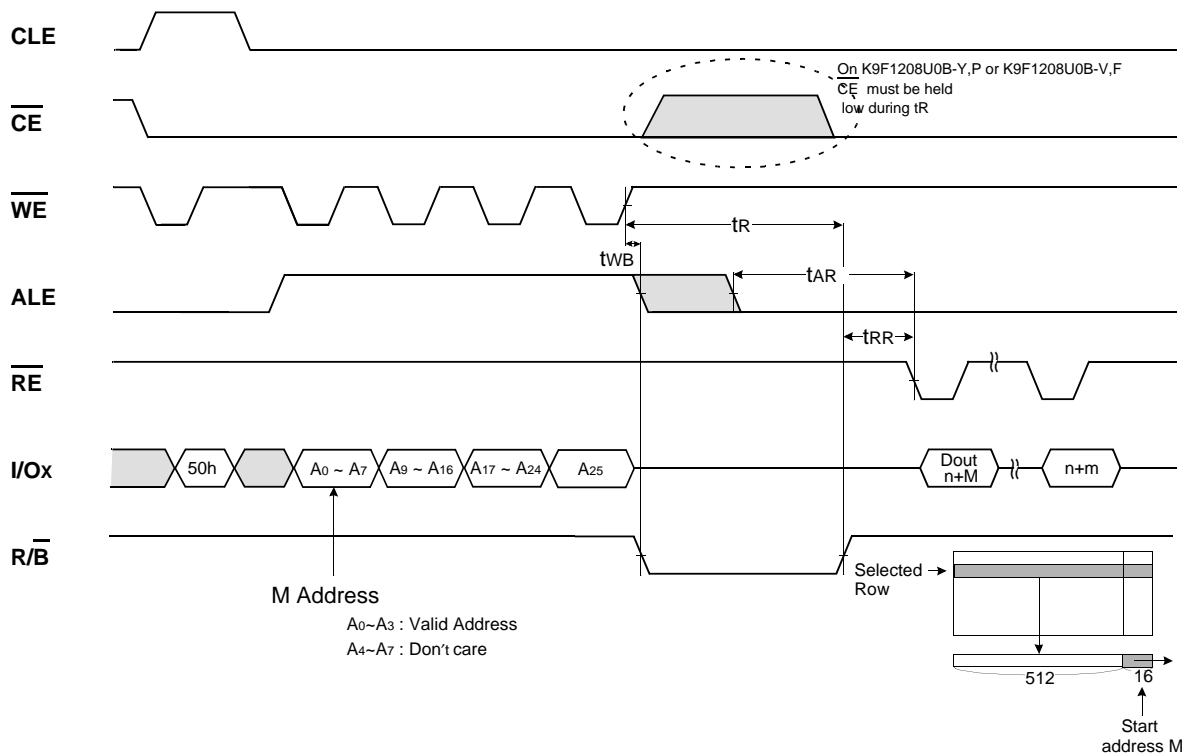 CLE
On K9F1208U0B-Y,P or K9F1208U0B-V,F
CE must be held
low during tR
CE
WE
tR
tWB
ALE
tAR
tRR
RE
I/Ox
50h
A0 ~ A7
A9 ~ A16
A17 ~ A24
A25
Dout
n+M
n+m
R/B
M Address
A0~A3 : Valid Address
A4~A7 : Don't care
Selected
Row
512
16
Start
address M